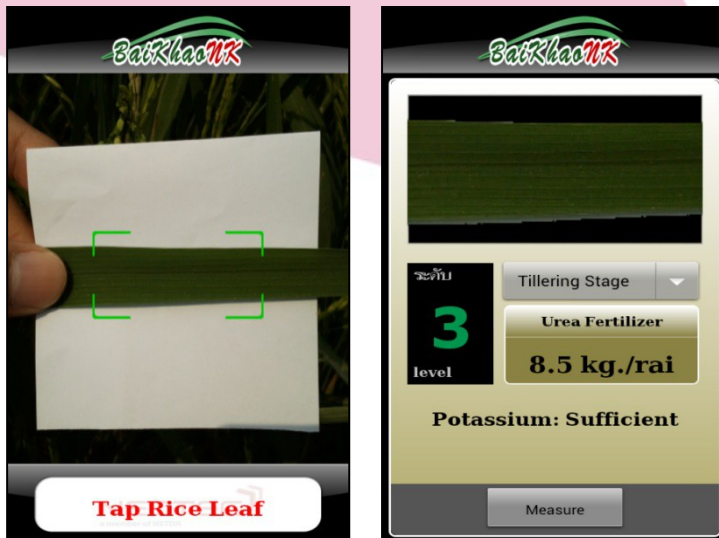 BaiKhaoNK
Tap Rice Leaf
BaiKhaoNK
ระดับ
3
level
Tillering Stage
Urea Fertilizer
8.5 kg./rai
Potassium: Sufficient
Measure